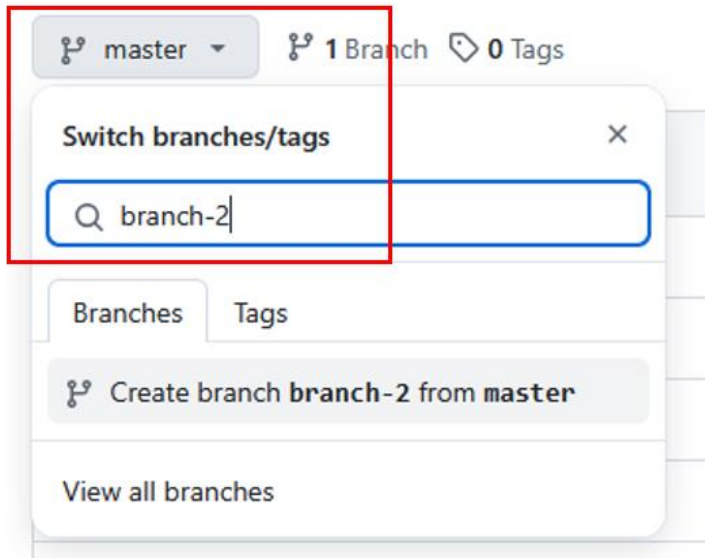 master 1 Branch 0 Tags
Switch branches/tags
branch-2
Branches Tags
Create branch branch-2 from master
View all branches